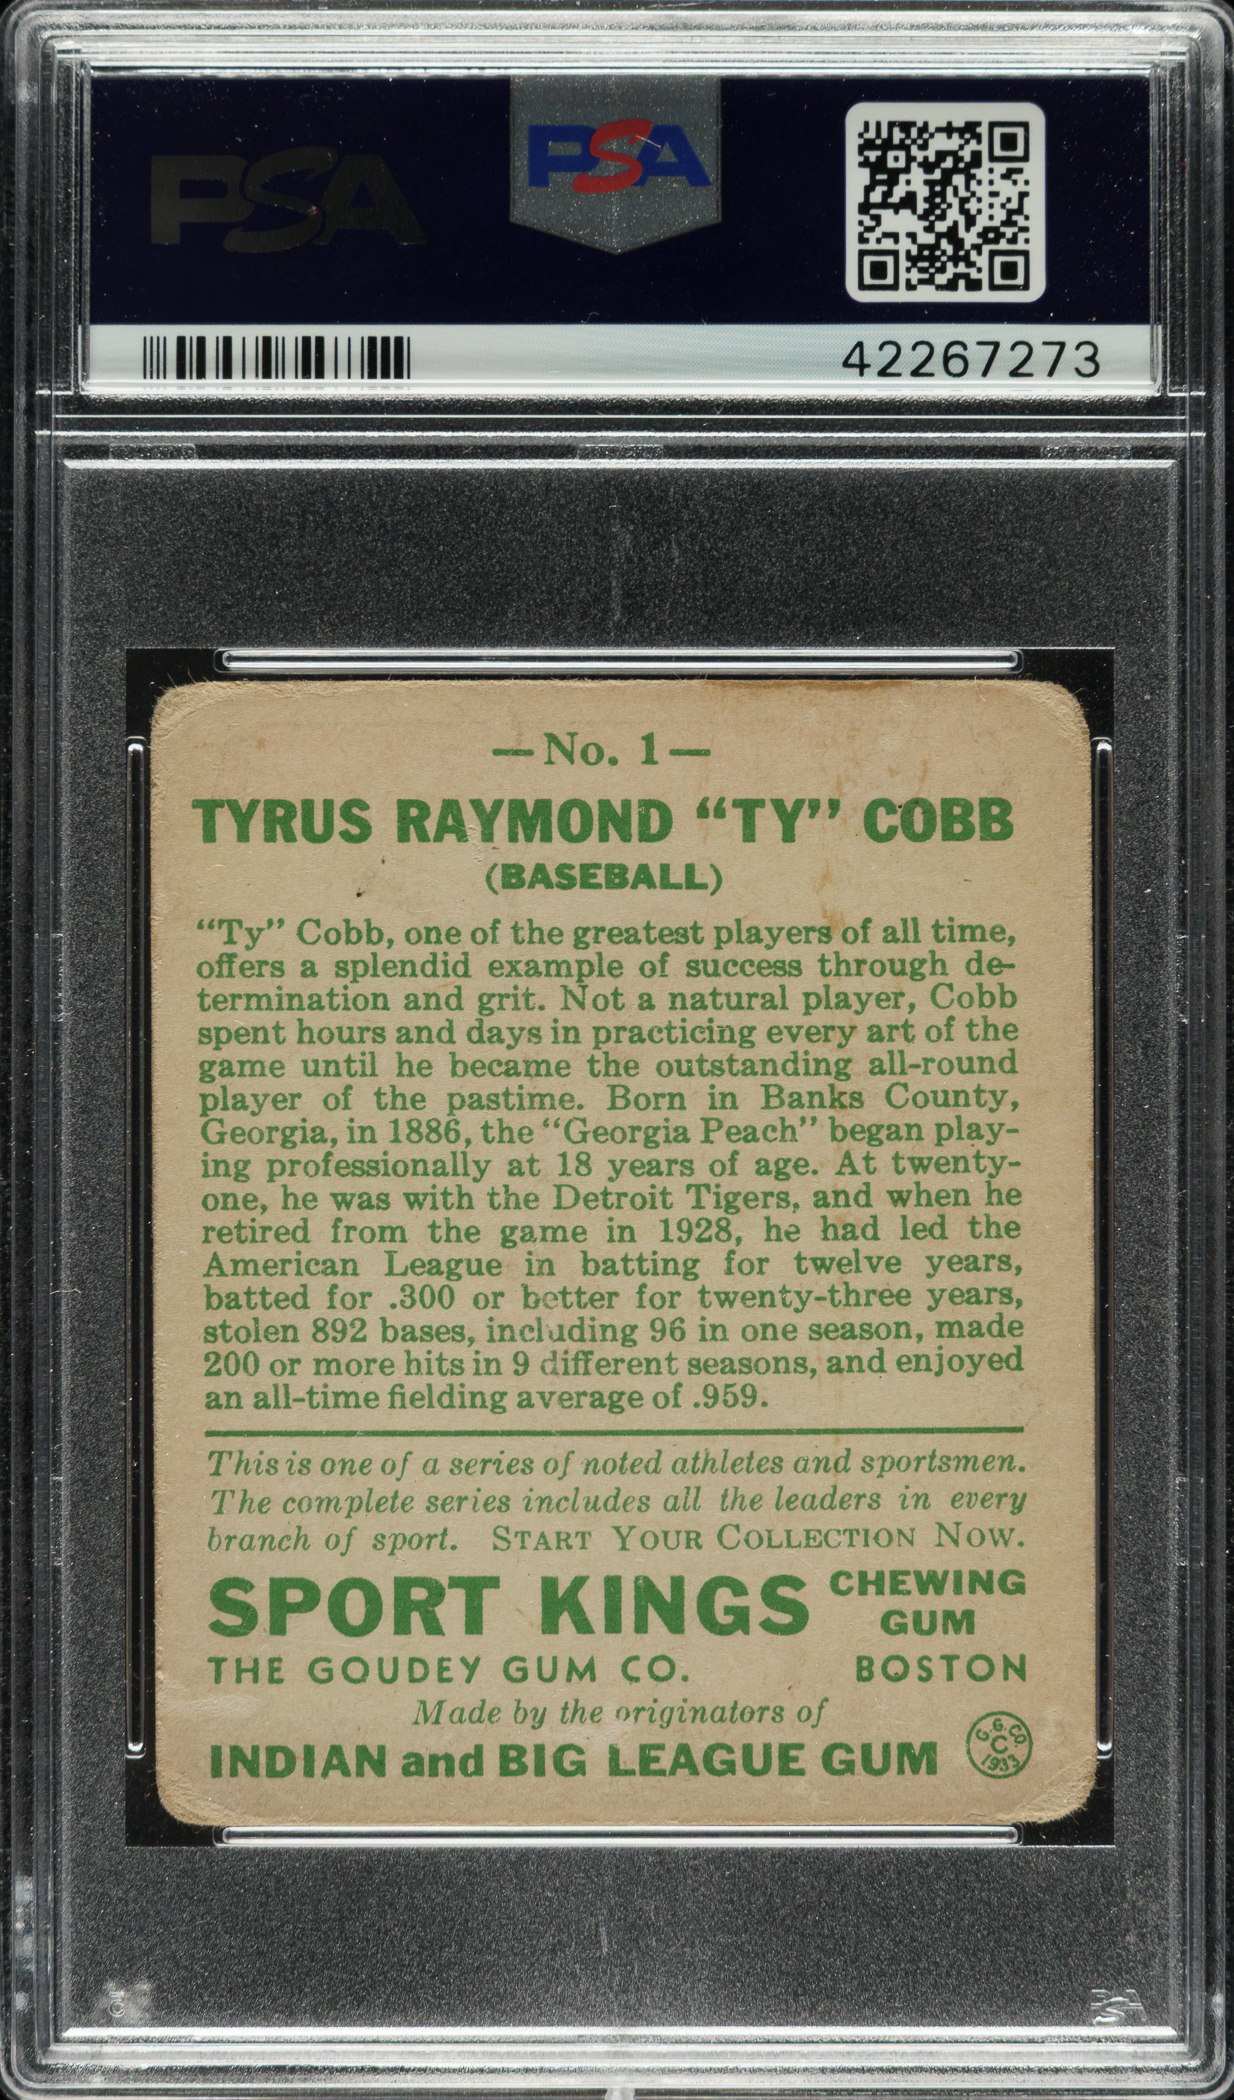 PSA
PSA
42267273
—No. 1—
TYRUS RAYMOND “TY” COBB
(BASEBALL)
“Ty” Cobb, one of the greatest players of all time,
offers a splendid example of success through de-
termination and grit. Not a natural player, Cobb
spent hours and days in practicing every art of the
game until he became the outstanding all-round
player of the pastime. Born in Banks County,
Georgia, in 1886, the “Georgia Peach” began play-
ing professionally at 18 years of age. At twenty-
one, he was with the Detroit Tigers, and when he
retired from the game in 1928, he had led the
American League in batting for twelve years,
batted for .300 or better for twenty-three years,
stolen 892 bases, including 96 in one season, made
200 or more hits in 9 different seasons, and enjoyed
an all-time fielding average of .959.
This is one of a series of noted athletes and sportsmen.
The complete series includes all the leaders in every
branch of sport. START YOUR COLLECTION NOW.
SPORT KINGS CHEWING GUM
THE GOUDEY GUM CO. BOSTON
Made by the originators of
INDIAN and BIG LEAGUE GUM
G. G. CO.
C
1933
PSA